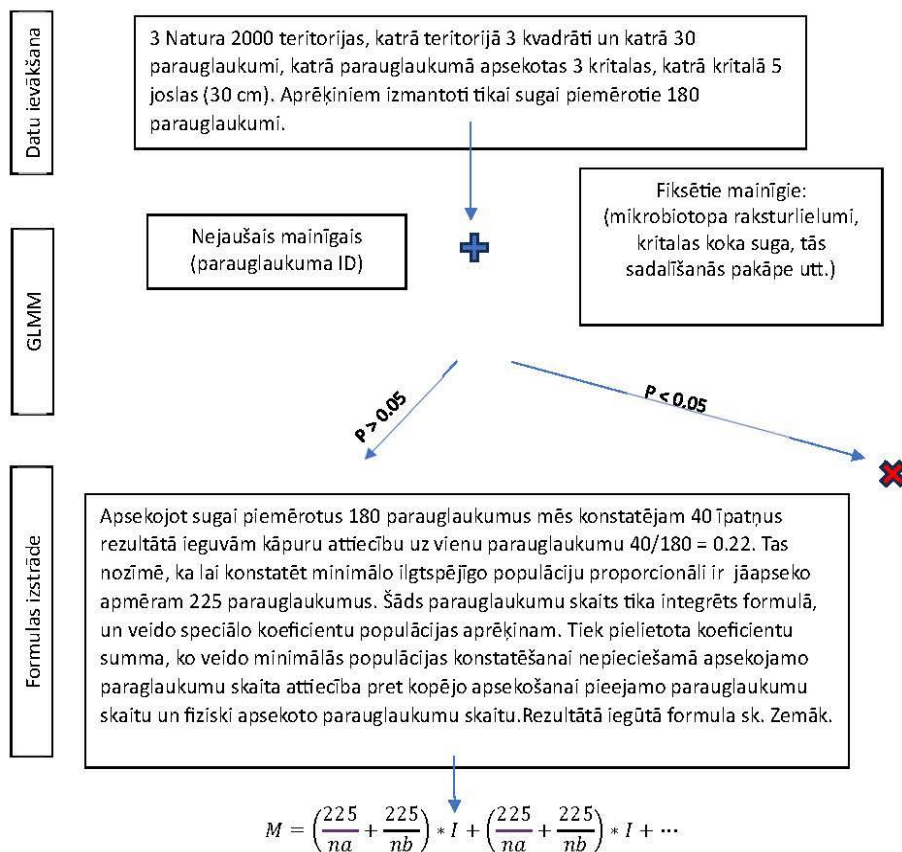 Datu ievākšana
3 Natura 2000 teritorijas, katrā teritorijā 3 kvadrāti un katrā 30
parauglaukumi, katrā parauglaukumā apsekotas 3 kritalas, katrā kritalā 5
joslas (30 cm). Aprēķiniem izmantoti tikai sugai piemērotie 180
parauglaukumi.
GLMM
Nejaušais mainīgais
(parauglaukuma ID)
Fiksētie mainīgie:
(mikrobiotopa raksturlielumi,
kritalas koka suga, tās
sadalīšanās pakāpe utt.)
P > 0.05
P < 0.05
Formulas izstrāde
Apsekojot sugai piemērotus 180 parauglaukumus mēs konstatējam 40 īpatņus
rezultātā ieguvām kāpuru attiecību uz vienu parauglaukumu 40/180 = 0.22. Tas
nozīmē, ka lai konstatēt minimālo ilgtspējīgo populāciju proporcionāli ir jāapseko
apmēram 225 parauglaukumus. Šāds parauglaukumu skaits tika integrēts formulā,
un veido speciālo koeficientu populācijas aprēķinam. Tiek pielietota koeficientu
summa, ko veido minimālās populācijas konstatēšanai nepieciešamā apsekojamo
paraglaukumu skaita attiecība pret kopējo apsekošanai pieejamo parauglaukumu
skaitu un fiziski apsekoto parauglaukumu skaitu.Rezultātā iegūtā formula sk. Zemāk.
M = (225/na + 225/nb) * I + (225/na + 225/nb) * I + ⋯